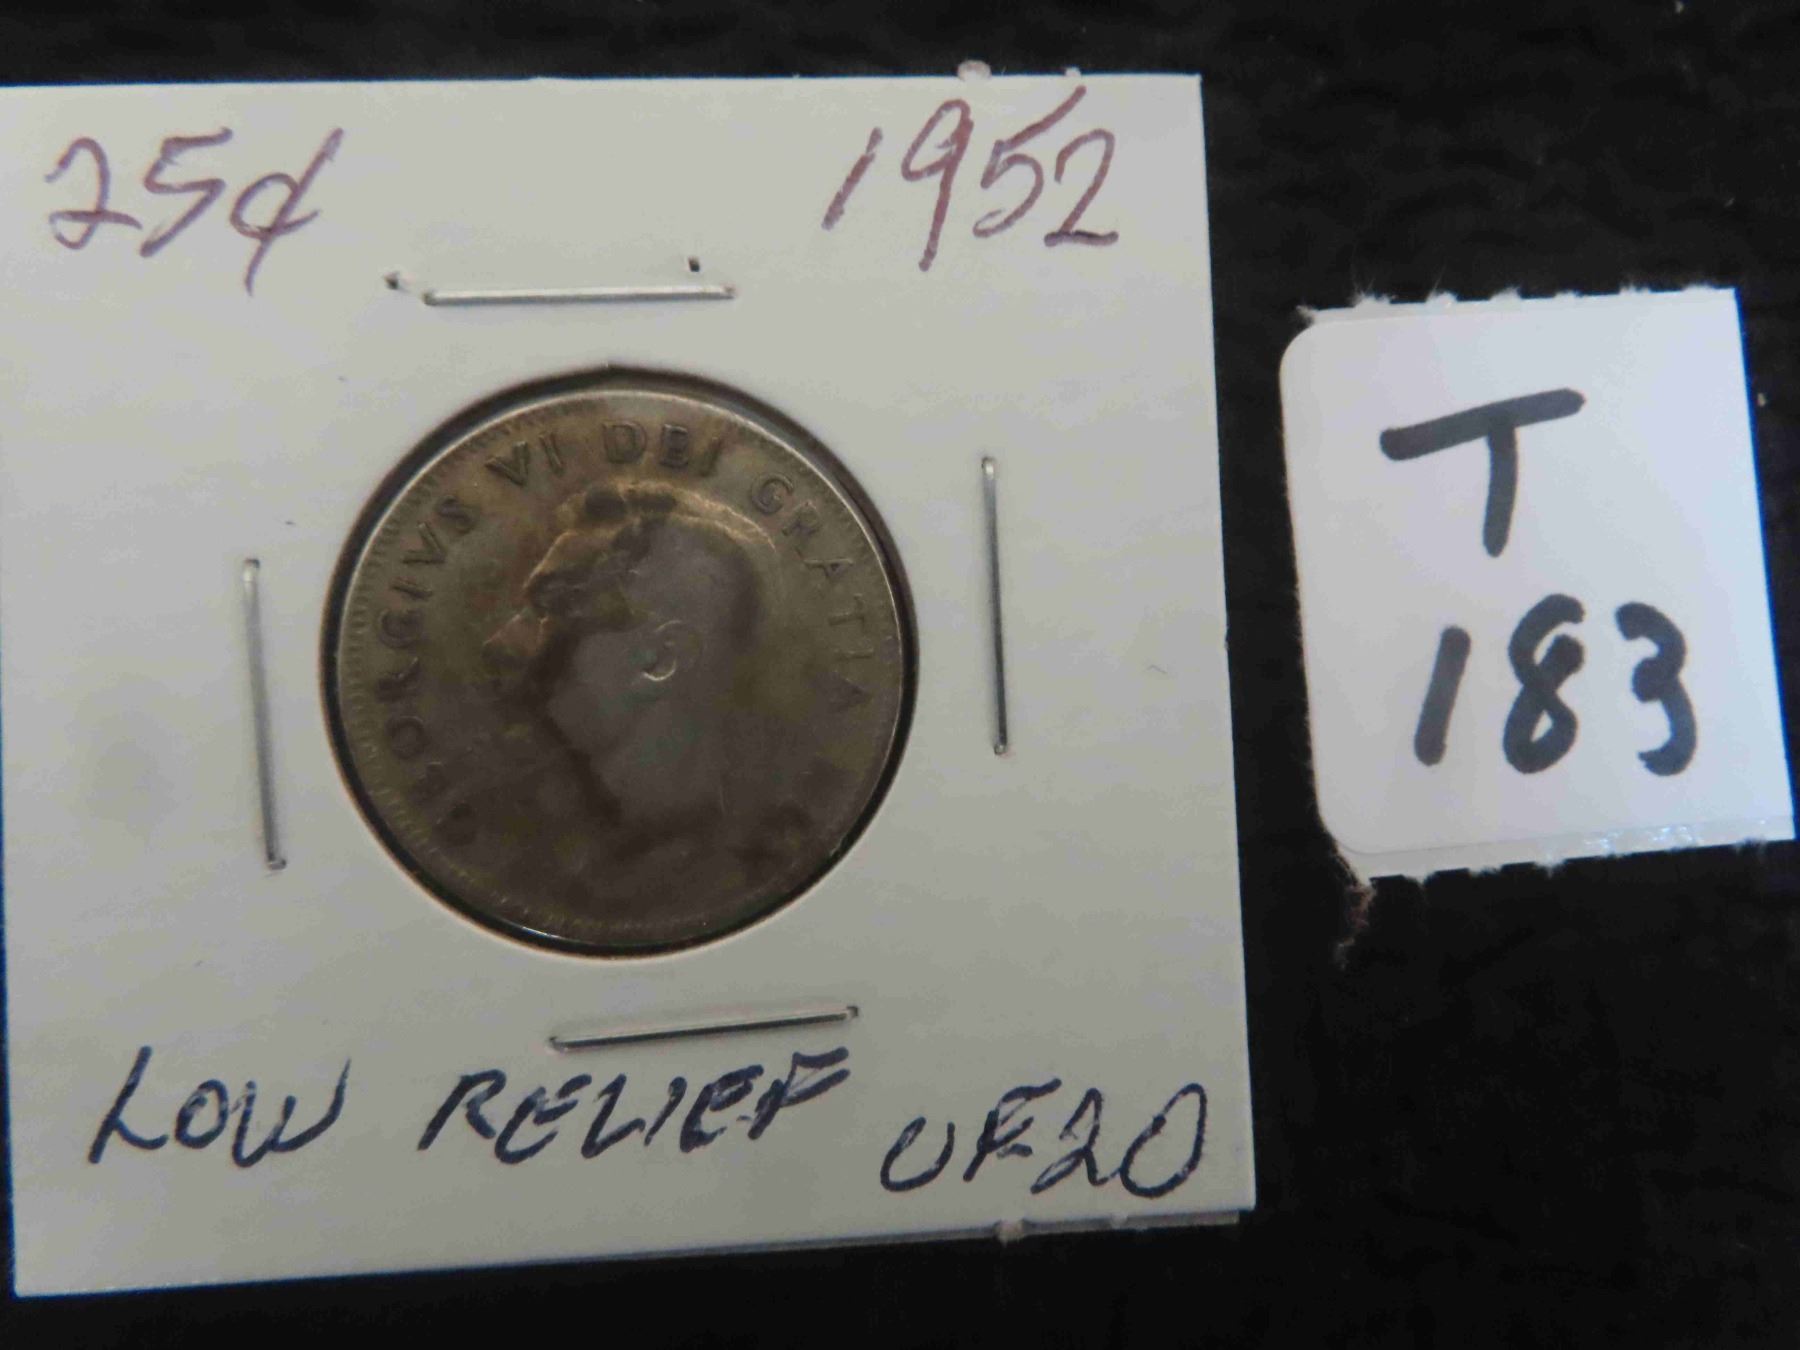 25¢ 1952
GEORGIVS VI DEI GRATIA
LOW RELIEF VF20
T
183